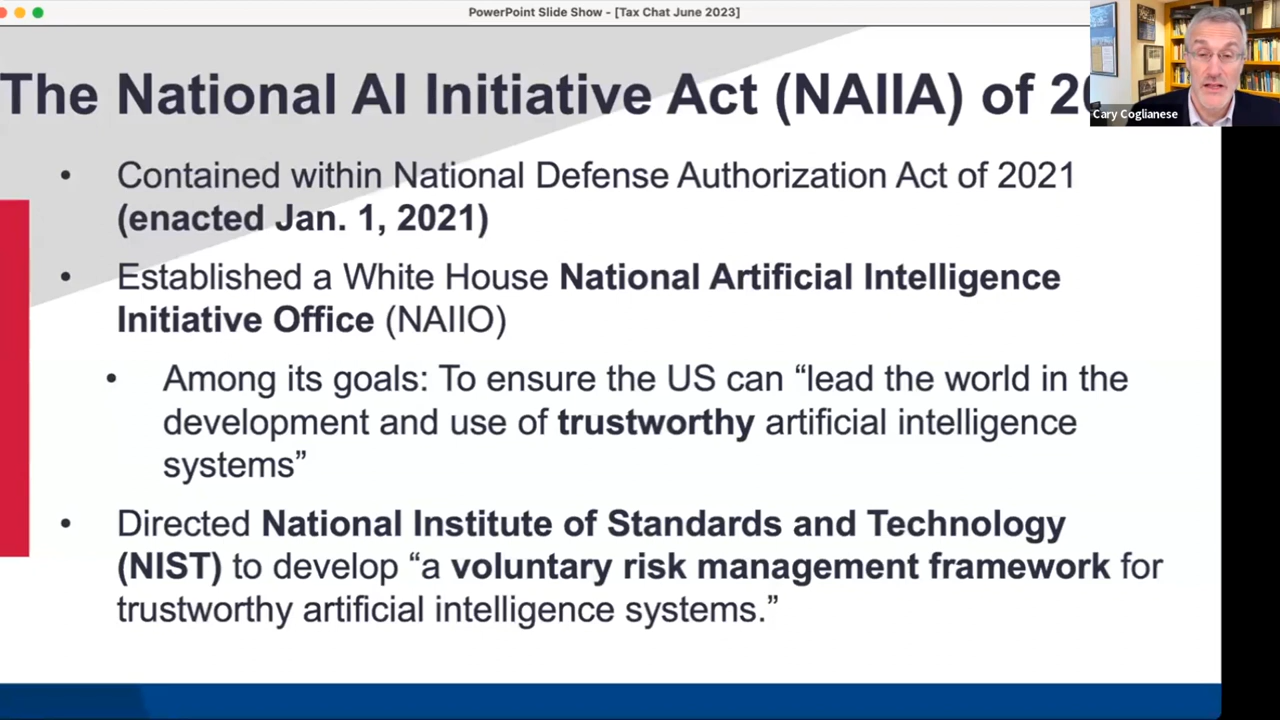 PowerPoint Slide Show - [Tax Chat June 2023]
The National AI Initiative Act (NAIIA) of
Cary Coglianese
• Contained within National Defense Authorization Act of 2021
(enacted Jan. 1, 2021)
• Established a White House National Artificial Intelligence
Initiative Office (NAIIO)
• Among its goals: To ensure the US can “lead the world in the
development and use of trustworthy artificial intelligence
systems”
• Directed National Institute of Standards and Technology
(NIST) to develop “a voluntary risk management framework for
trustworthy artificial intelligence systems.”